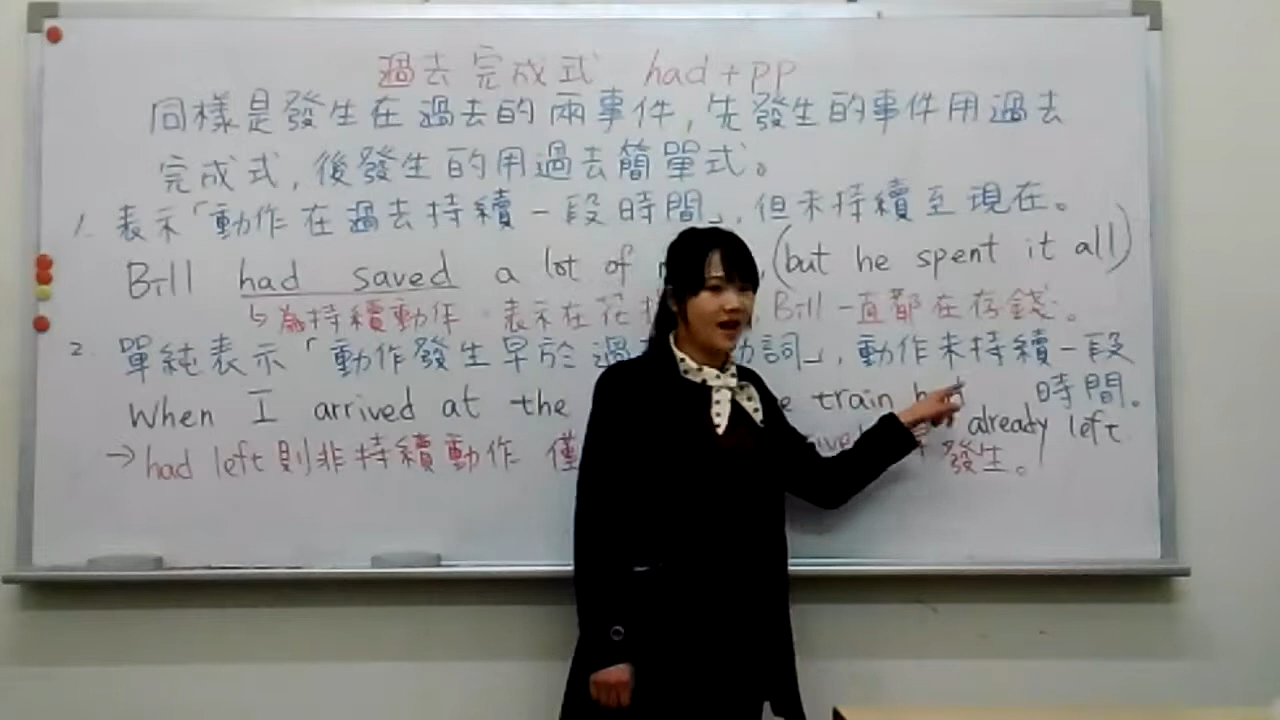 過去完成式 had + pp
同樣是發生在過去的兩事件, 先發生的事件用過去
完成式, 後發生的用過去簡單式。
1. 表示「動作在過去持續一段時間」, 但未持續至現在。
Bill had saved a lot of , (but he spent it all)
↳為持續動作 表示在花 Bill 一直都在存錢。
2. 單純表示「動作發生早於過 動詞」, 動作未持續一段
時間。
When I arrived at the train
already left
→ had left 則非持續動作 僅
發生。